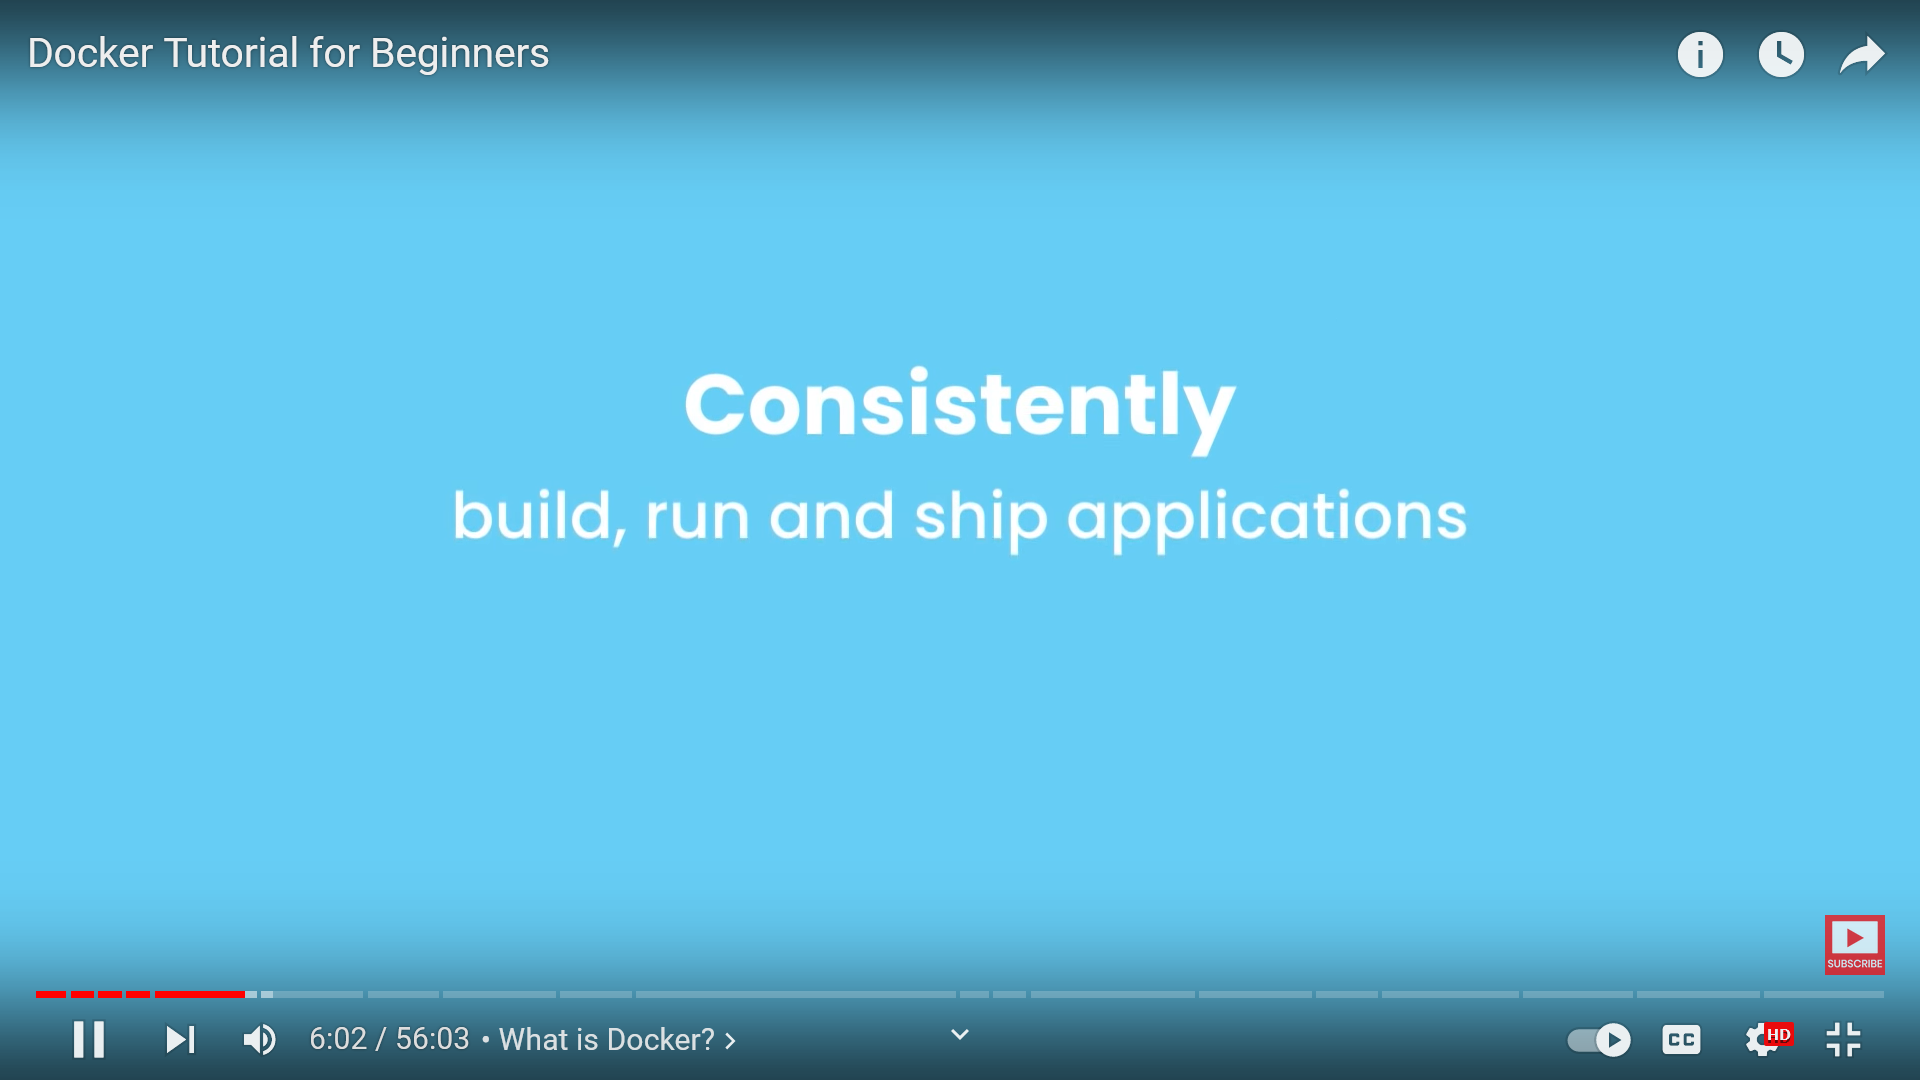 Docker Tutorial for Beginners
Consistently
build, run and ship applications
SUBSCRIBE
6:02 / 56:03 • What is Docker?
CC
HD